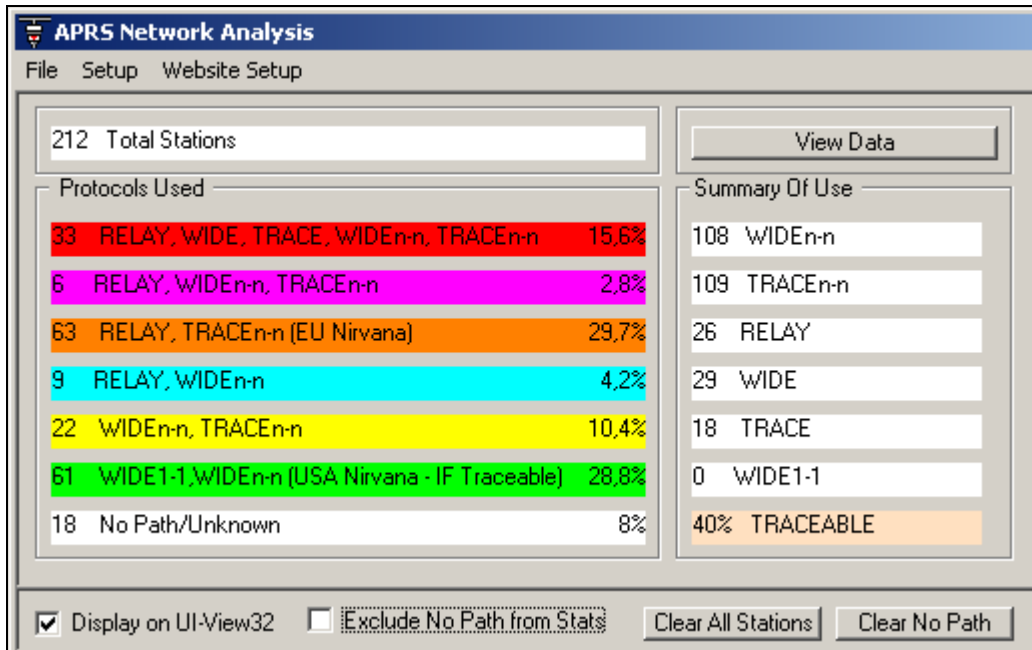 APRS Network Analysis
File Setup Website Setup
212 Total Stations
View Data
Protocols Used
33 RELAY, WIDE, TRACE, WIDEn-n, TRACEn-n 15,6%
6 RELAY, WIDEn-n, TRACEn-n 2,8%
63 RELAY, TRACEn-n (EU Nirvana) 29,7%
9 RELAY, WIDEn-n 4,2%
22 WIDEn-n, TRACEn-n 10,4%
61 WIDE1-1,WIDEn-n (USA Nirvana - IF Traceable) 28,8%
18 No Path/Unknown 8%
Summary Of Use
108 WIDEn-n
109 TRACEn-n
26 RELAY
29 WIDE
18 TRACE
0 WIDE1-1
40% TRACEABLE
Display on UI-View32
Exclude No Path from Stats
Clear All Stations
Clear No Path